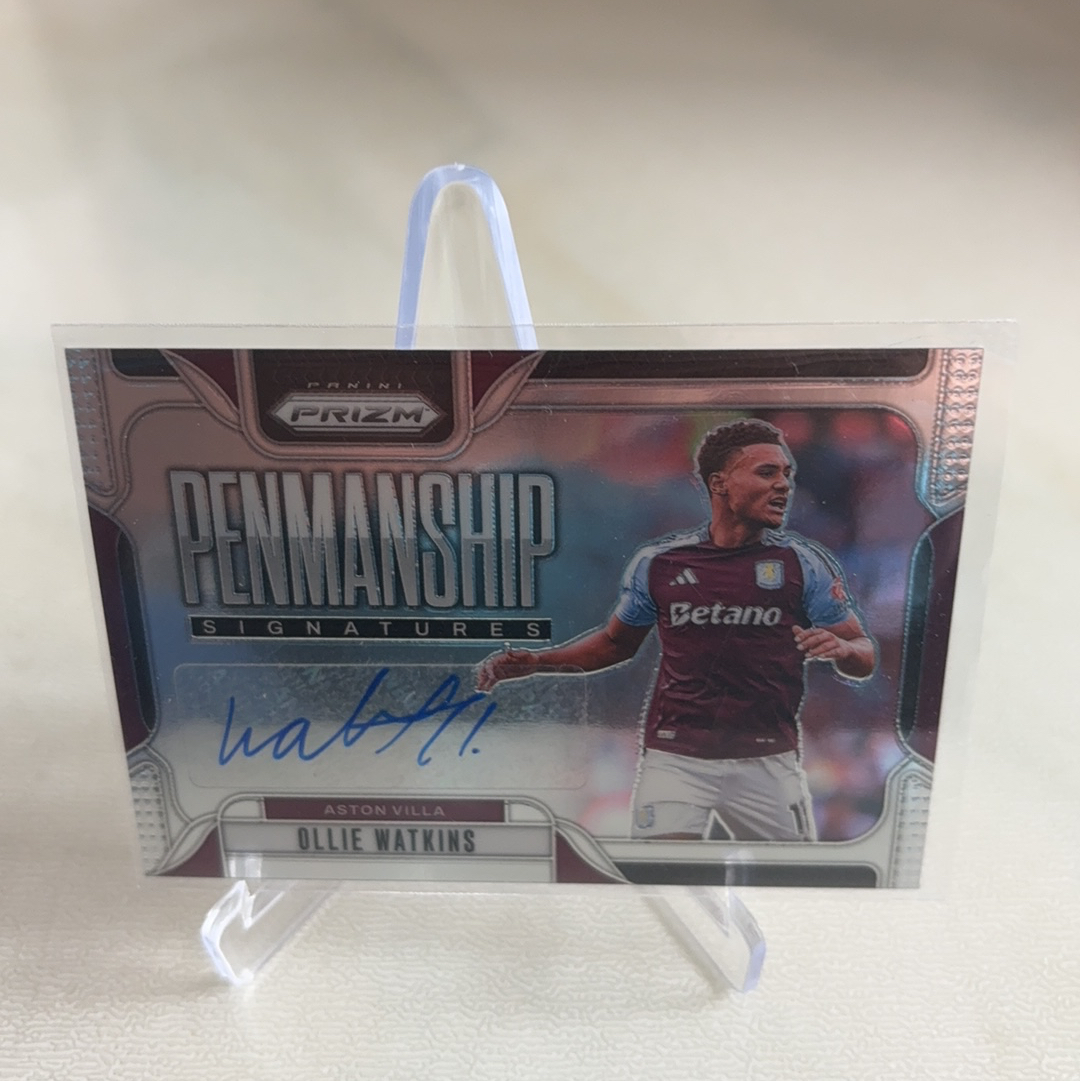 PANINI
PRIZM
PENMANSHIP
SIGNATURES
Betano
ASTON VILLA
OLLIE WATKINS